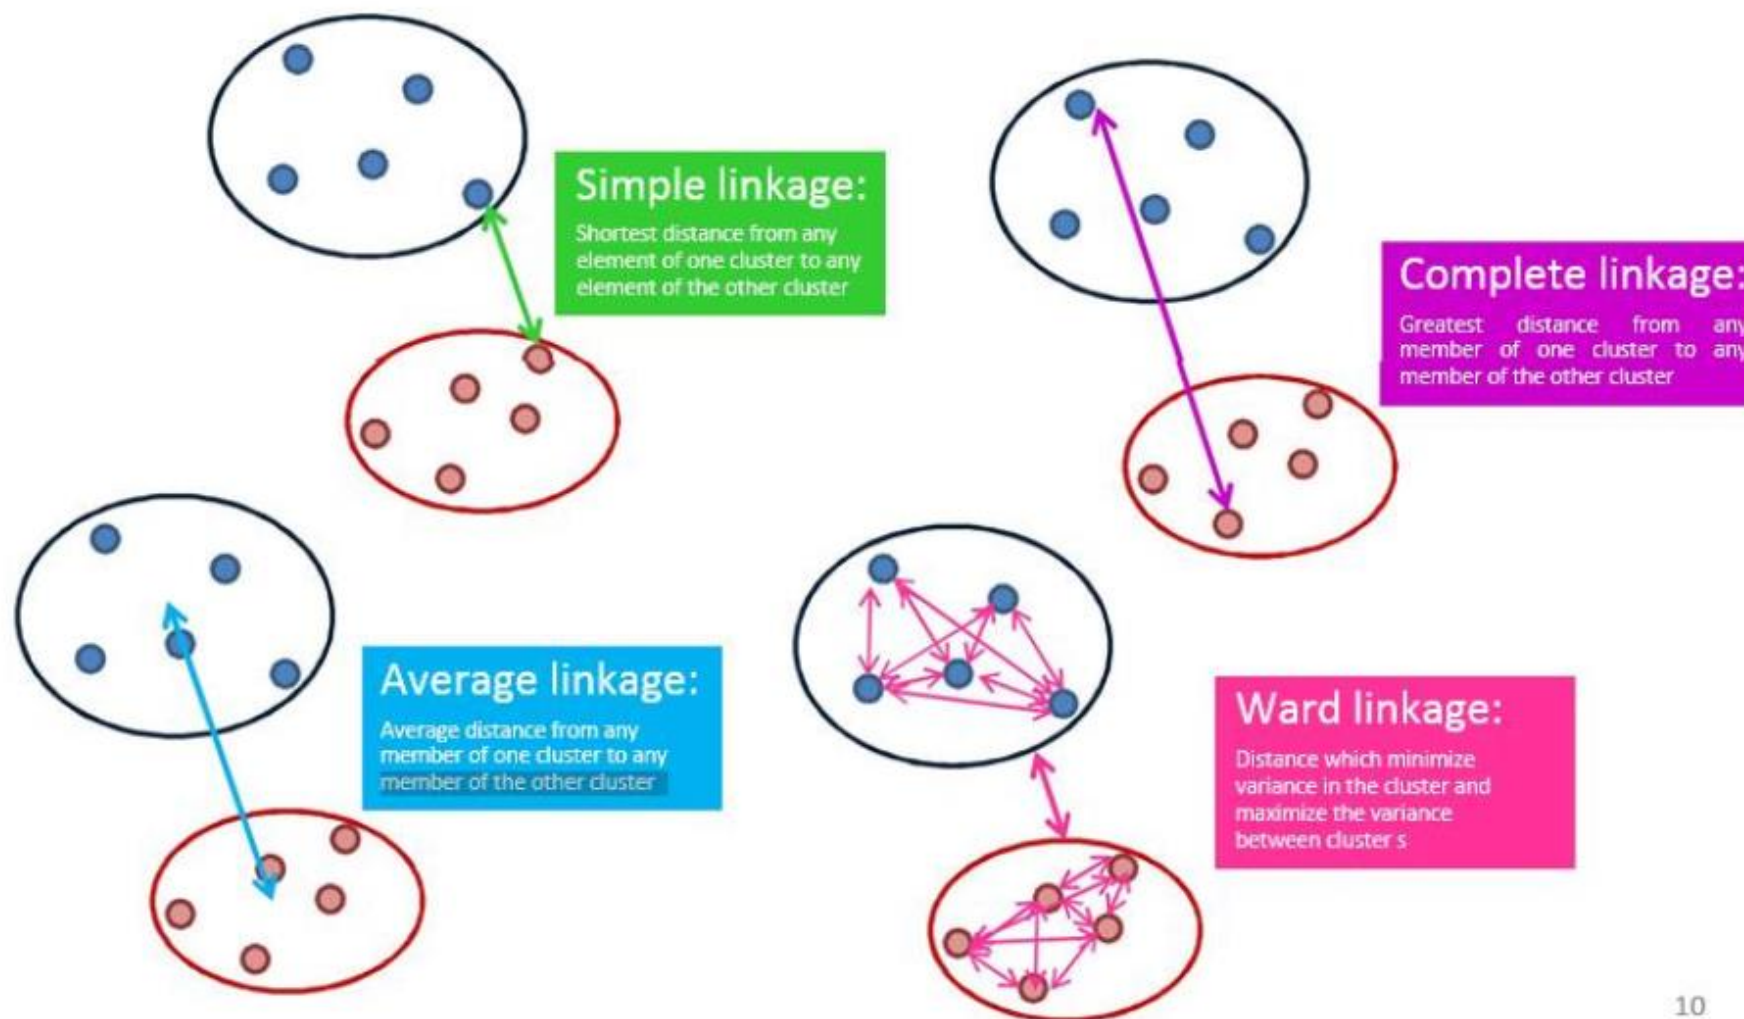 Simple linkage:
Shortest distance from any
element of one cluster to any
element of the other cluster
Complete linkage:
Greatest distance from any
member of one cluster to any
member of the other cluster
Average linkage:
Average distance from any
member of one cluster to any
member of the other cluster
Ward linkage:
Distance which minimize
variance in the cluster and
maximize the variance
between cluster s
10